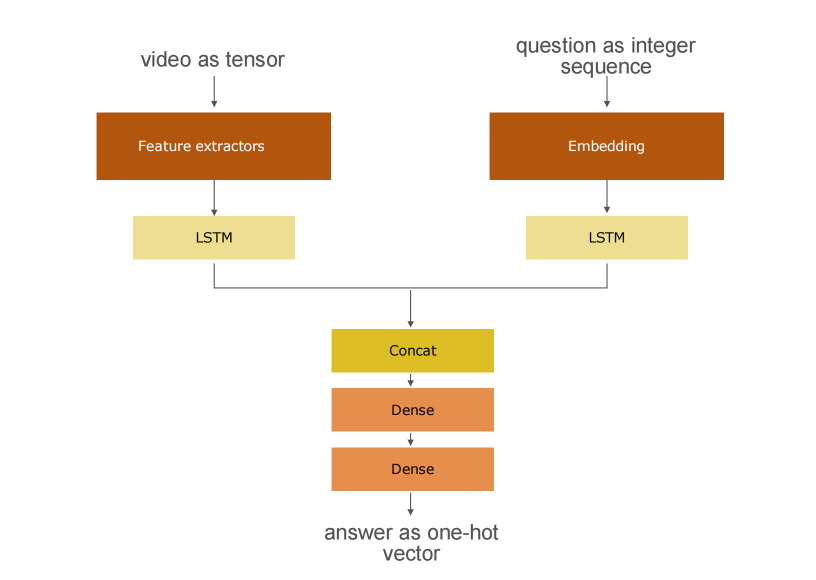 video as tensor
question as integer
sequence
Feature extractors
Embedding
LSTM
LSTM
Concat
Dense
Dense
answer as one-hot
vector